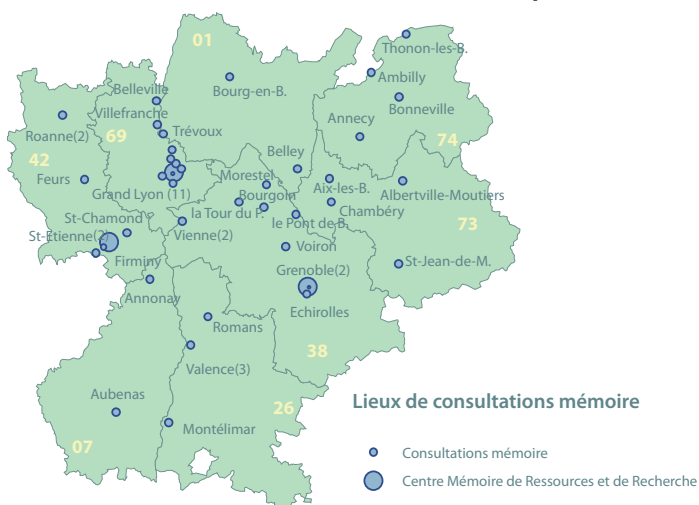 Thonon-les-B.
01
Ambilly
Belleville
Bourg-en-B.
Bonneville
Villefranche
Annecy
Roanne(2)
69
Trévoux
74
42
Belley
Feurs
Morestel
Aix-les-B.
Grand Lyon (11)
Bourgoin
Albertville-Moutiers
St-Chamond
la Tour du P.
Chambéry
le Pont de B.
73
St-Etienne(2)
Vienne(2)
Voiron
Firminy
Grenoble(2)
St-Jean-de-M.
Annonay
Echirolles
Romans
38
Valence(3)
Aubenas
26
Lieux de consultations mémoire
Montélimar
07
Consultations mémoire
Centre Mémoire de Ressources et de Recherche